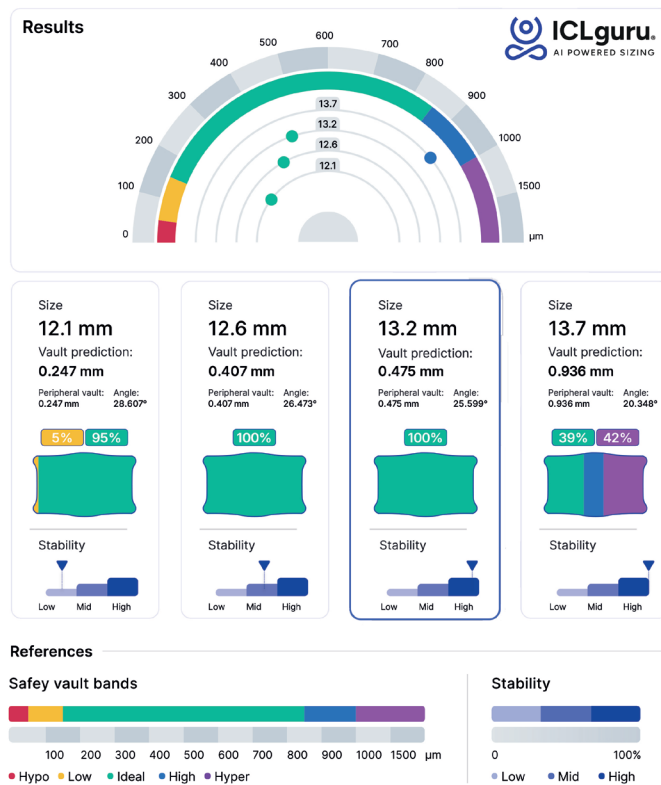 Results
ICLguru®
AI POWERED SIZING
0
100
200
300
400
500
600
700
800
900
1000
1500
µm
13.7
13.2
12.6
12.1
Size
12.1 mm
Vault prediction:
0.247 mm
Peripheral vault: Angle:
0.247 mm 28.607°
5% 95%
Stability
Low Mid High
Size
12.6 mm
Vault prediction:
0.407 mm
Peripheral vault: Angle:
0.407 mm 26.473°
100%
Stability
Low Mid High
Size
13.2 mm
Vault prediction:
0.475 mm
Peripheral vault: Angle:
0.475 mm 25.599°
100%
Stability
Low Mid High
Size
13.7 mm
Vault prediction:
0.936 mm
Peripheral vault: Angle:
0.936 mm 20.348°
39% 42%
Stability
Low Mid High
References
Safey vault bands
100 200 300 400 500 600 700 800 900 1000 1500 µm
Hypo Low Ideal High Hyper
Stability
0 100%
Low Mid High